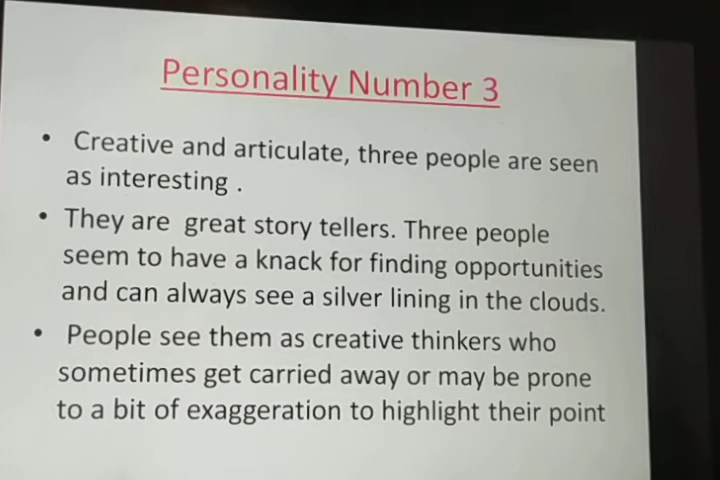 Personality Number 3
• Creative and articulate, three people are seen
as interesting .
• They are great story tellers. Three people
seem to have a knack for finding opportunities
and can always see a silver lining in the clouds.
• People see them as creative thinkers who
sometimes get carried away or may be prone
to a bit of exaggeration to highlight their point